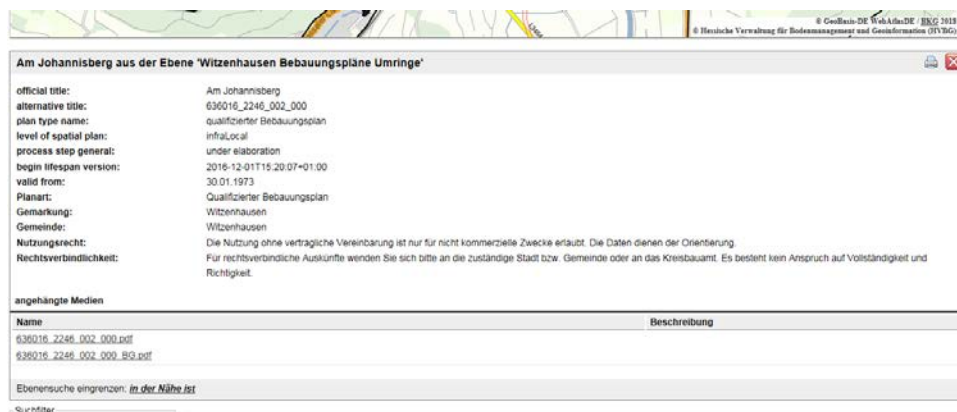 © GeoBasis-DE WebAtlasDE / BKG 2018
© Hessische Verwaltung für Bodenmanagement und Geoinformation (HVBG)
Am Johannisberg aus der Ebene 'Witzenhausen Bebauungspläne Umringe'
official title: Am Johannisberg
alternative title: 636016_2246_002_000
plan type name: qualifizierter Bebauungsplan
level of spatial plan: infraLocal
process step general: under elaboration
begin lifespan version: 2016-12-01T15:20:07+01:00
valid from: 30.01.1973
Planart: Qualifizierter Bebauungsplan
Gemarkung: Witzenhausen
Gemeinde: Witzenhausen
Nutzungsrecht: Die Nutzung ohne vertragliche Vereinbarung ist nur für nicht kommerzielle Zwecke erlaubt. Die Daten dienen der Orientierung.
Rechtsverbindlichkeit: Für rechtsverbindliche Auskünfte wenden Sie sich bitte an die zuständige Stadt bzw. Gemeinde oder an das Kreisbauamt. Es besteht kein Anspruch auf Vollständigkeit und
Richtigkeit.
angehängte Medien
Name Beschreibung
636016_2246_002_000.pdf
636016_2246_002_000_BG.pdf
Ebenensuche eingrenzen: in der Nähe ist
Suchfilter